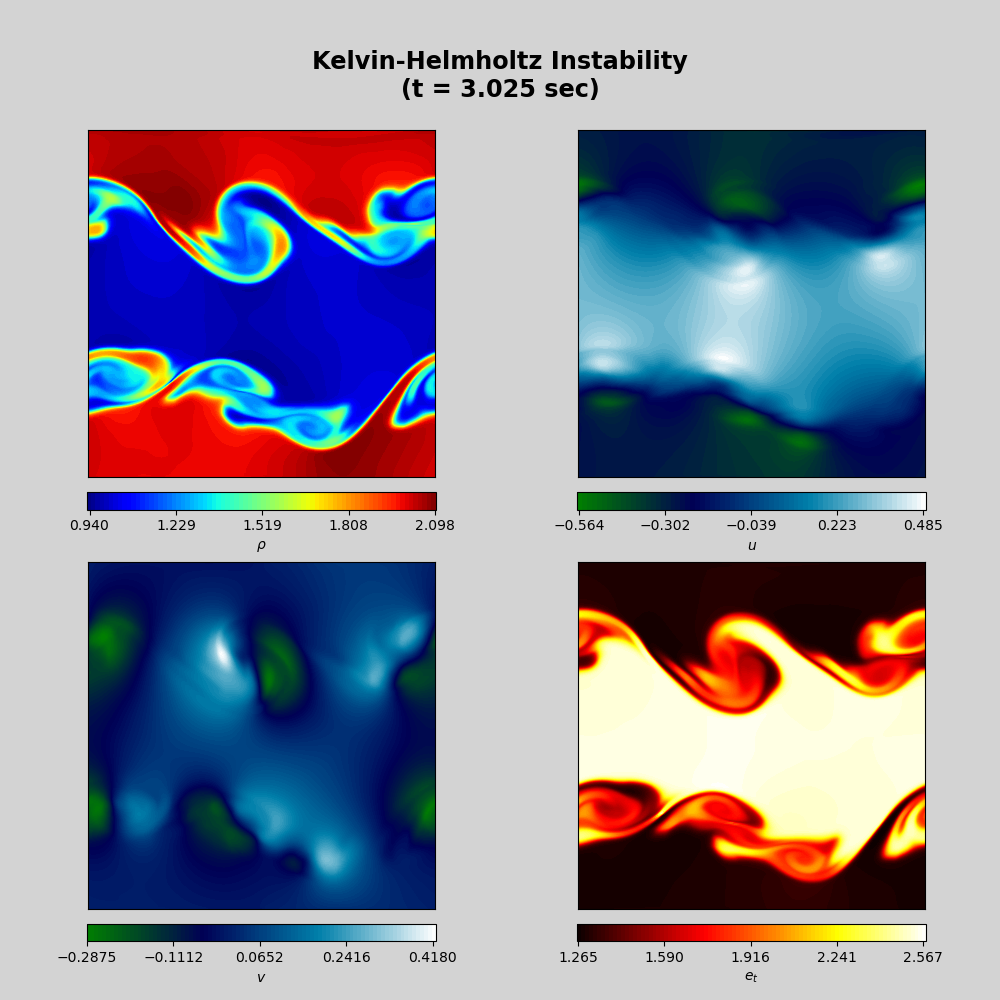 Kelvin-Helmholtz Instability
(t = 3.025 sec)
0.940 1.229 1.519 1.808 2.098
ρ
−0.564 −0.302 −0.039 0.223 0.485
u
−0.2875 −0.1112 0.0652 0.2416 0.4180
v
1.265 1.590 1.916 2.241 2.567
eₜ